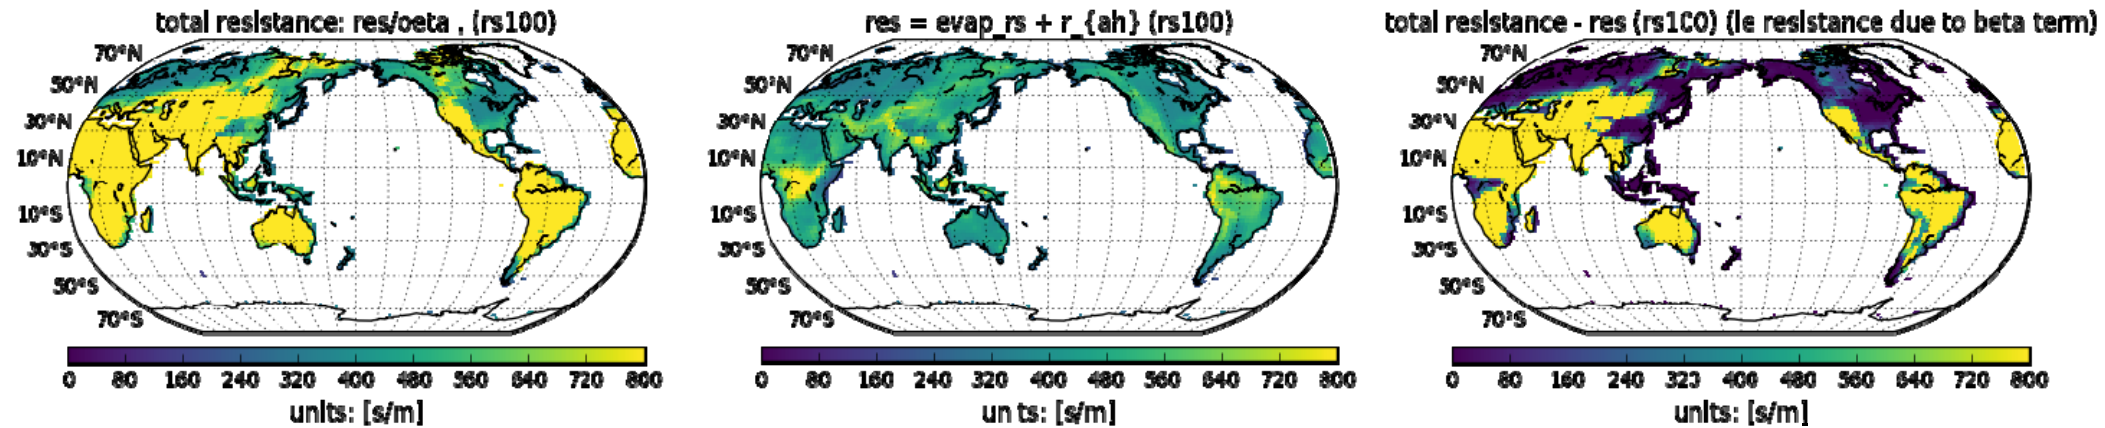 total resistance: res/oeta , (rs100)
70°N
50°N
30°N
10°N
10°S
30°S
50°S
70°S
0 80 160 240 320 400 480 560 640 720 800
units: [s/m]
res = evap_rs + r_{ah} (rs100)
70°N
50°N
30°N
10°N
10°S
30°S
50°S
70°S
0 80 160 240 320 400 480 560 640 720 800
units: [s/m]
total resistance - res (rs100) (ie resistance due to beta term)
70°N
50°N
30°N
10°N
10°S
30°S
50°S
70°S
0 80 160 240 320 400 480 560 640 720 800
units: [s/m]